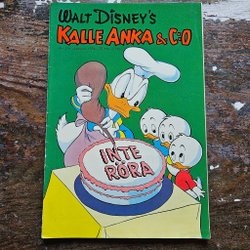 WALT DISNEY'S
KALLE ANKA & C:O
INTE
RÖRA